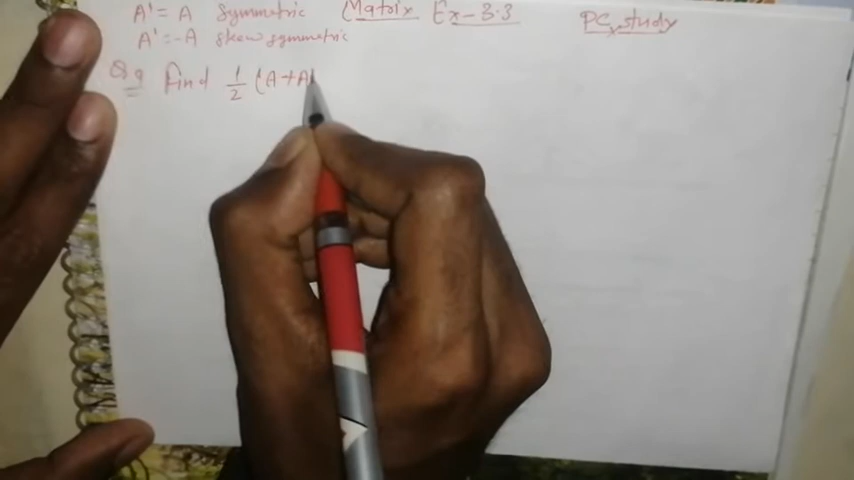 A' = A Symmetric Matrix Ex-3.3 PC study
A' = -A Skew symmetric
Q9 Find 1/2 (A+A'